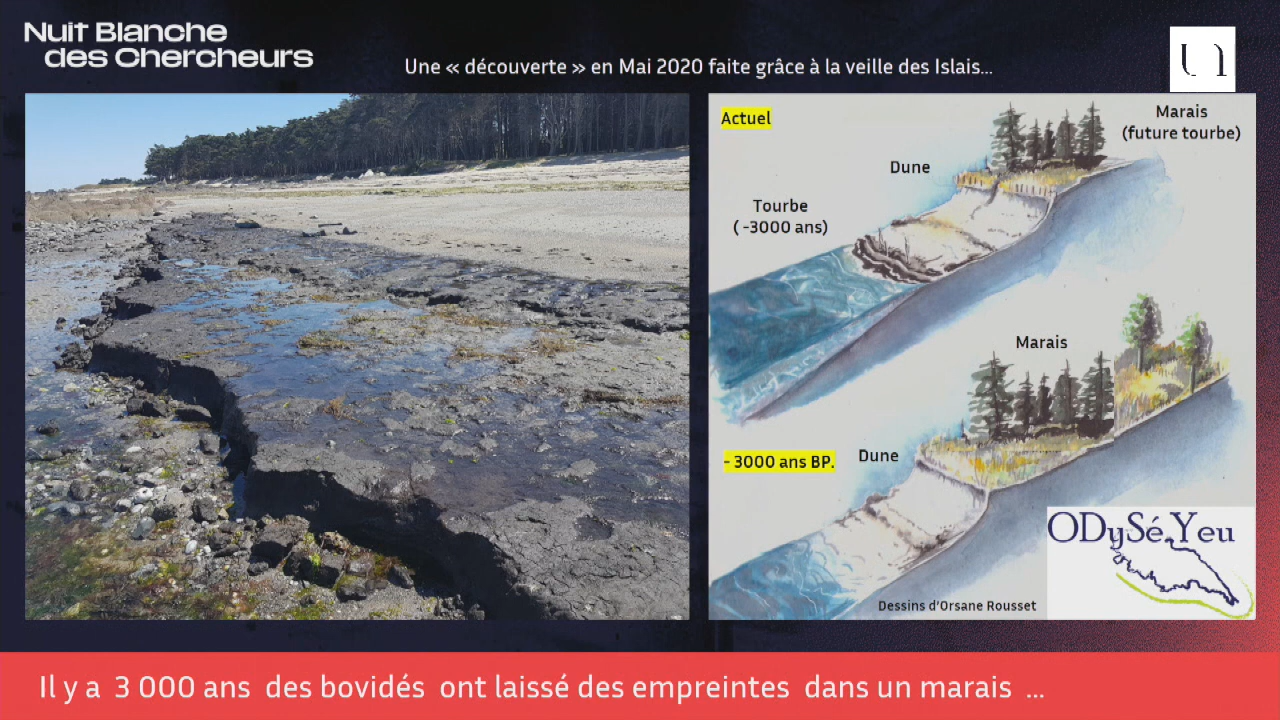 Nuit Blanche
des Chercheurs
Une « découverte » en Mai 2020 faite grâce à la veille des Islais...
Actuel
Marais
(future tourbe)
Dune
Tourbe
( -3000 ans)
Marais
~ 3000 ans BP.
Dune
ODySéYeu
Dessins d'Orsane Rousset
Il y a 3 000 ans des bovidés ont laissé des empreintes dans un marais ...